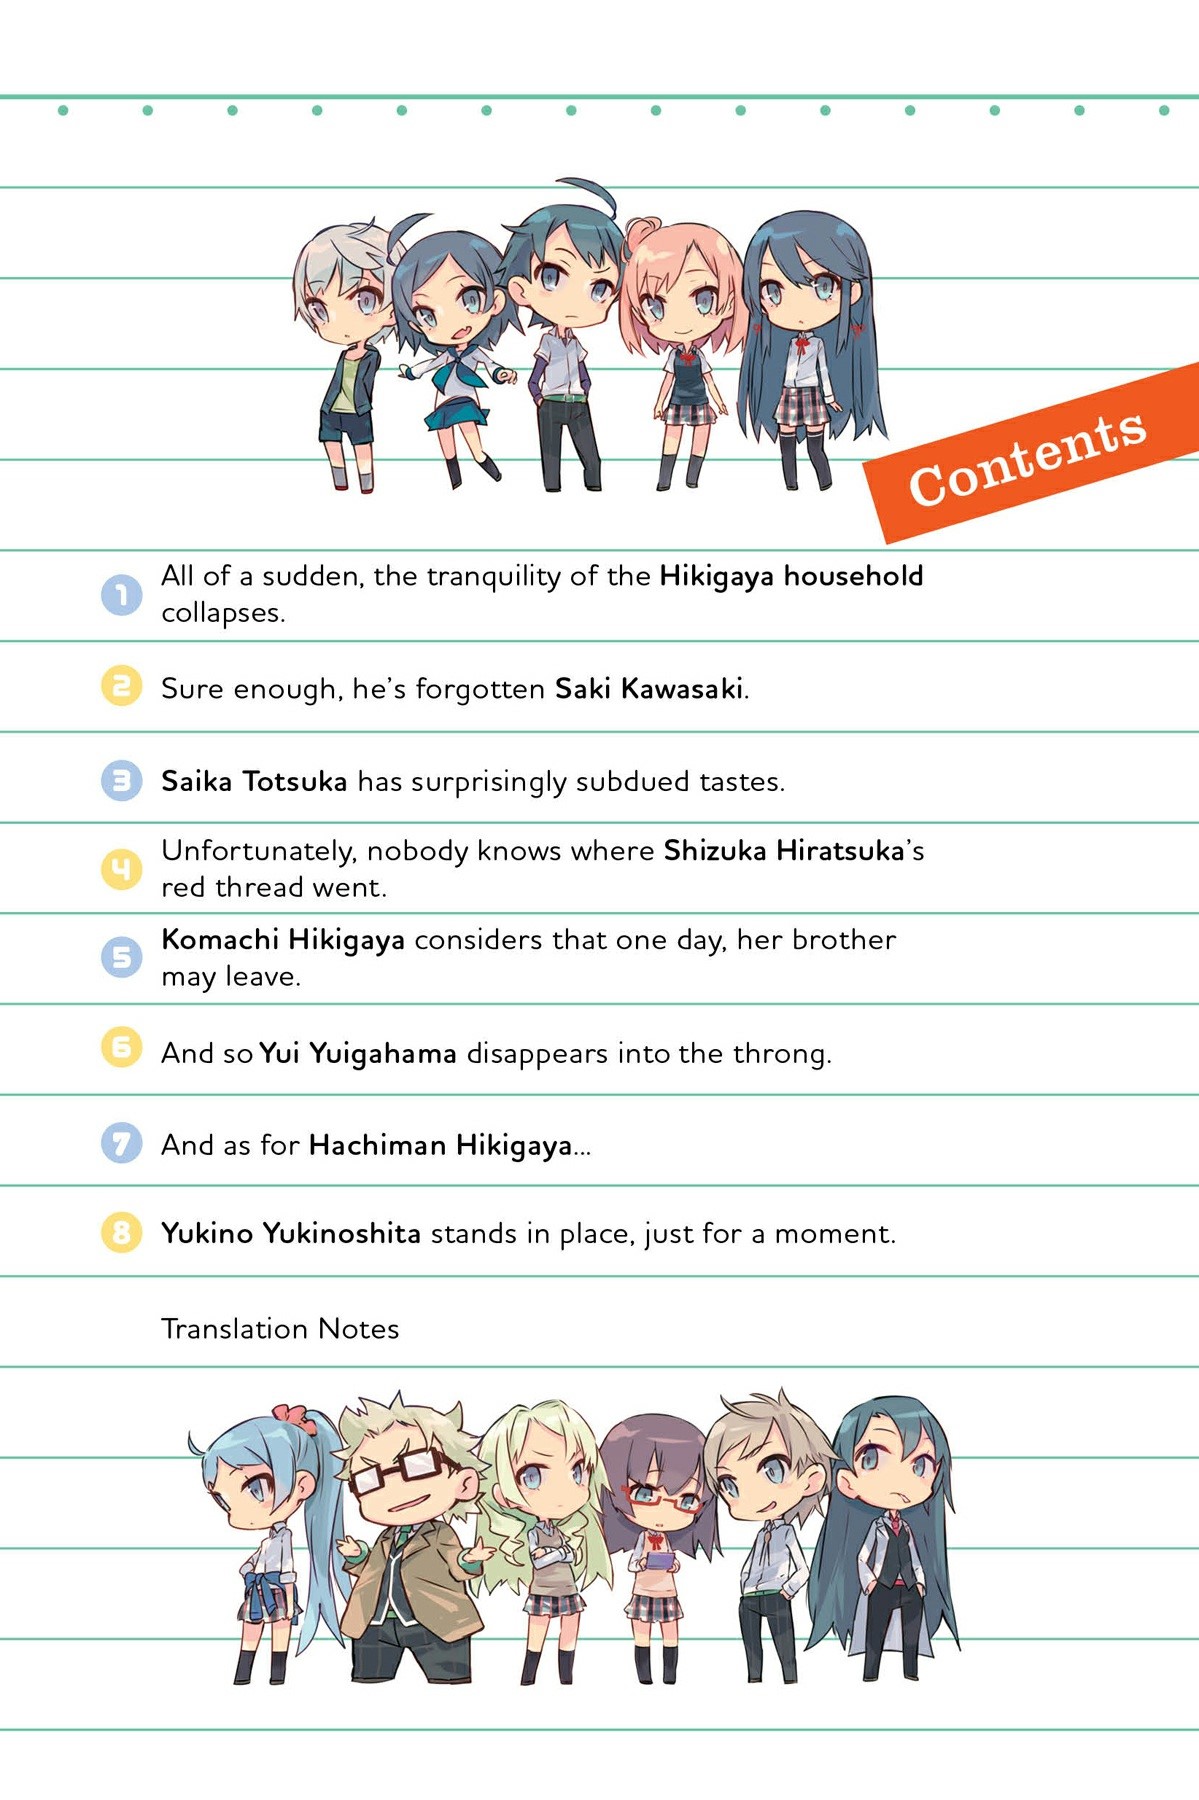 Contents
1 All of a sudden, the tranquility of the Hikigaya household
collapses.
2 Sure enough, he's forgotten Saki Kawasaki.
3 Saika Totsuka has surprisingly subdued tastes.
4 Unfortunately, nobody knows where Shizuka Hiratsuka's
red thread went.
5 Komachi Hikigaya considers that one day, her brother
may leave.
6 And so Yui Yuigahama disappears into the throng.
7 And as for Hachiman Hikigaya...
8 Yukino Yukinoshita stands in place, just for a moment.
Translation Notes